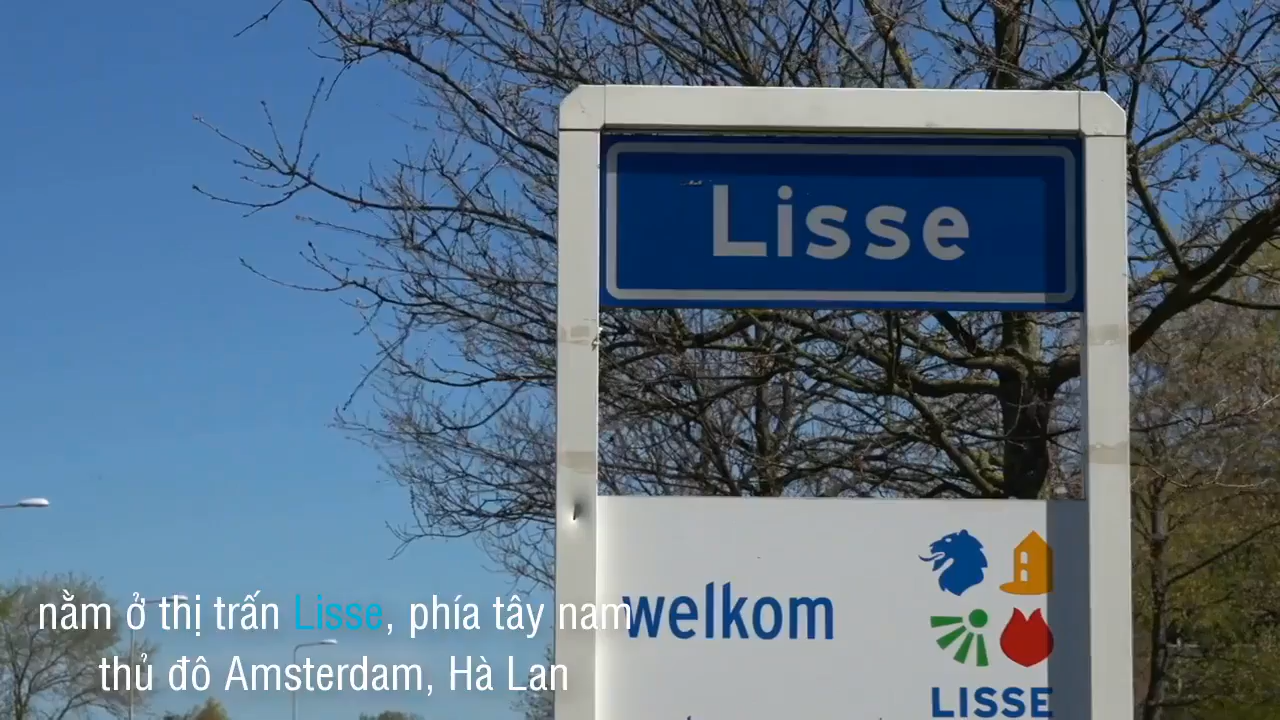 Lisse
welkom
LISSE
nằm ở thị trấn Lisse, phía tây nam
thủ đô Amsterdam, Hà Lan